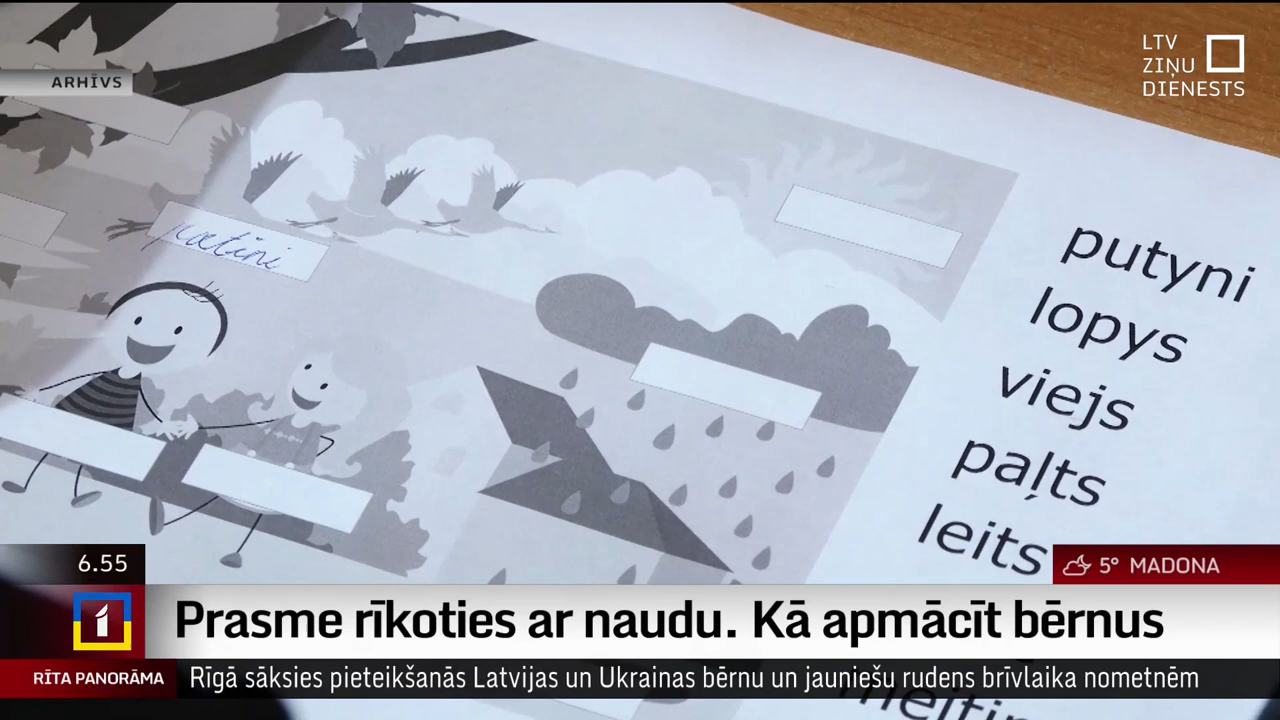 ARHĪVS
LTV
ZIŅU
DIENESTS
putyni
lopys
viejs
paļts
leits
6.55
5° MADONA
1
Prasme rīkoties ar naudu. Kā apmācīt bērnus
RĪTA PANORĀMA
Rīgā sāksies pieteikšanās Latvijas un Ukrainas bērnu un jauniešu rudens brīvlaika nometnēm